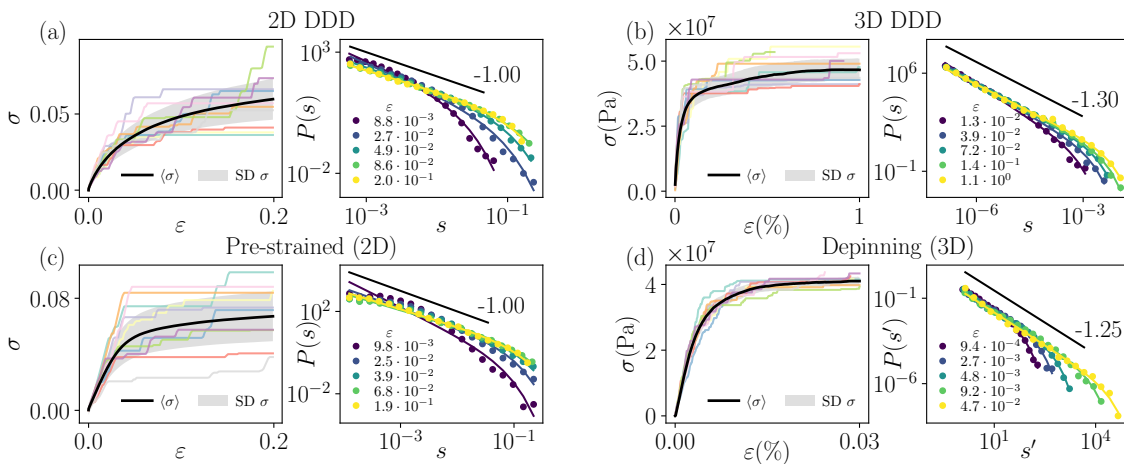 2D DDD
3D DDD
(a)
σ
0.05
0.00
0.0
0.2
ε
⟨σ⟩
SD σ
P(s)
10³
10⁻²
10⁻³
10⁻¹
s
-1.00
ε
8.8 · 10⁻³
2.7 · 10⁻²
4.9 · 10⁻²
8.6 · 10⁻²
2.0 · 10⁻¹
(b)
×10⁷
σ(Pa)
5.0
2.5
0.0
0
1
ε(%)
⟨σ⟩
SD σ
P(s)
10⁶
10⁻¹
10⁻⁶
10⁻³
s
-1.30
ε
1.3 · 10⁻²
3.9 · 10⁻²
7.2 · 10⁻²
1.4 · 10⁻¹
1.1 · 10⁰
Pre-strained (2D)
Depinning (3D)
(c)
σ
0.08
0.00
0.0
0.2
ε
⟨σ⟩
SD σ
P(s)
10²
10⁻²
10⁻³
10⁻¹
s
-1.00
ε
9.8 · 10⁻³
2.5 · 10⁻²
3.9 · 10⁻²
6.8 · 10⁻²
1.9 · 10⁻¹
(d)
×10⁷
σ(Pa)
4
2
0
0.00
0.03
ε(%)
⟨σ⟩
SD σ
P(s′)
10⁻¹
10⁻⁶
10¹
10⁴
s′
-1.25
ε
9.4 · 10⁻⁴
2.7 · 10⁻³
4.8 · 10⁻³
9.2 · 10⁻³
4.7 · 10⁻²